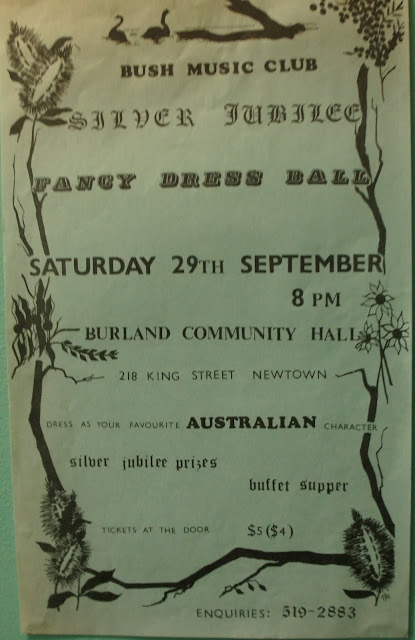 BUSH MUSIC CLUB
SILVER JUBILEE
FANCY DRESS BALL
SATURDAY 29TH SEPTEMBER
8 PM
BURLAND COMMUNITY HALL
218 KING STREET NEWTOWN
DRESS AS YOUR FAVOURITE AUSTRALIAN CHARACTER
silver jubilee prizes
buffet supper
TICKETS AT THE DOOR $5 ($4)
ENQUIRIES: 519-2883